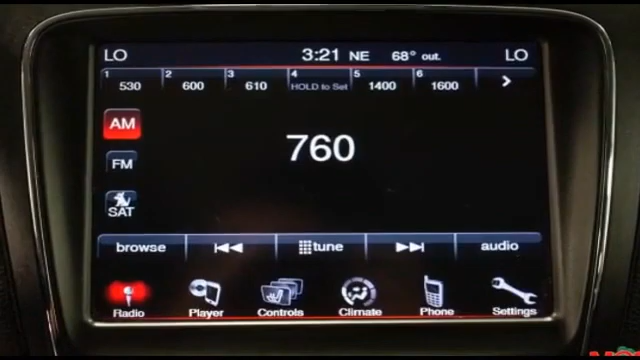 LO 3:21 NE 68° out. LO
1 2 3 4 5 6
530 600 610 HOLD to Set 1400 1600
AM
760
FM
SAT
browse tune audio
Radio Player Controls Climate Phone Settings